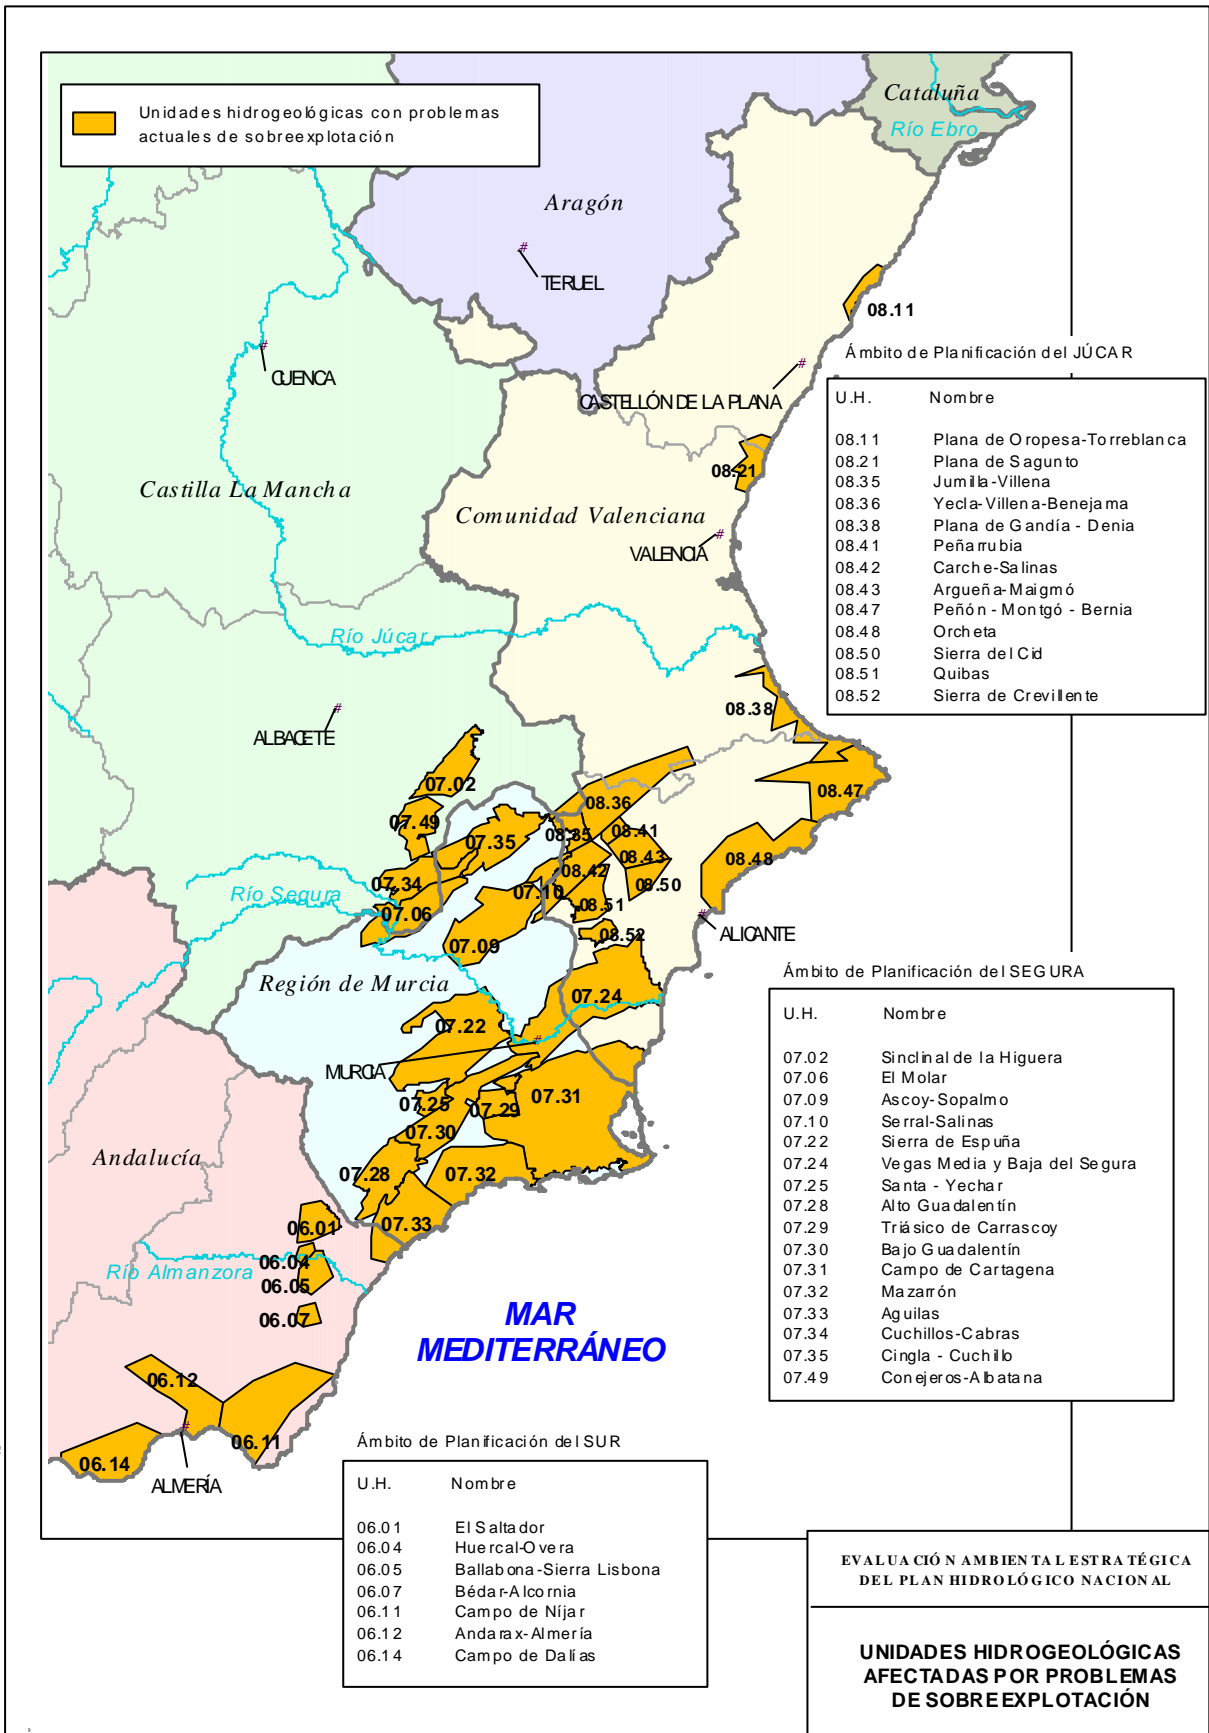 Unidades hidrogeológicas con problemas
actuales de sobreexplotación
Cataluña
Río Ebro
Aragón
#
TERUEL
08.11
#
CUENCA
Ámbito de Planificación del JÚCAR
#
CASTELLÓN DE LA PLANA
U.H. Nombre
08.11 Plana de Oropesa-Torreblanca
08.21 Plana de Sagunto
08.35 Jumilla-Villena
08.36 Yecla-Villena-Benejama
08.38 Plana de Gandía - Denia
08.41 Peñarrubia
08.42 Carche-Salinas
08.43 Argueña-Maigmó
08.47 Peñón - Montgó - Bernia
08.48 Orcheta
08.50 Sierra del Cid
08.51 Quibas
08.52 Sierra de Crevillente
08.21
Castilla La Mancha
Comunidad Valenciana
#
VALENCIA
Río Júcar
08.38
#
ALBACETE
07.02
08.47
08.36
07.49
08.35
08.41
07.35
08.43
08.48
08.42
07.34
08.50
07.10
Río Segura
08.51
07.06
#
ALICANTE
08.52
07.09
Región de Murcia
07.24
07.22
#
MURCIA
07.31
07.25
07.29
07.30
07.32
07.28
07.33
Ámbito de Planificación del SEGURA
U.H. Nombre
07.02 Sinclinal de la Higuera
07.06 El Molar
07.09 Ascoy-Sopalmo
07.10 Serral-Salinas
07.22 Sierra de Espuña
07.24 Vegas Media y Baja del Segura
07.25 Santa - Yechar
07.28 Alto Guadalentín
07.29 Triásico de Carrascoy
07.30 Bajo Guadalentín
07.31 Campo de Cartagena
07.32 Mazarrón
07.33 Aguilas
07.34 Cuchillos-Cabras
07.35 Cingla - Cuchillo
07.49 Conejeros-Albatana
Andalucía
06.01
06.04
Río Almanzora
06.05
06.07
MAR
MEDITERRÁNEO
06.12
#
06.11
06.14
ALMERÍA
Ámbito de Planificación del SUR
U.H. Nombre
06.01 El Saltador
06.04 Huercal-Overa
06.05 Ballabona-Sierra Lisbona
06.07 Bédar-Alcornia
06.11 Campo de Níjar
06.12 Andarax-Almería
06.14 Campo de Dalías
EVALUACIÓN AMBIENTAL ESTRATÉGICA
DEL PLAN HIDROLÓGICO NACIONAL
UNIDADES HIDROGEOLÓGICAS
AFECTADAS POR PROBLEMAS
DE SOBREEXPLOTACIÓN